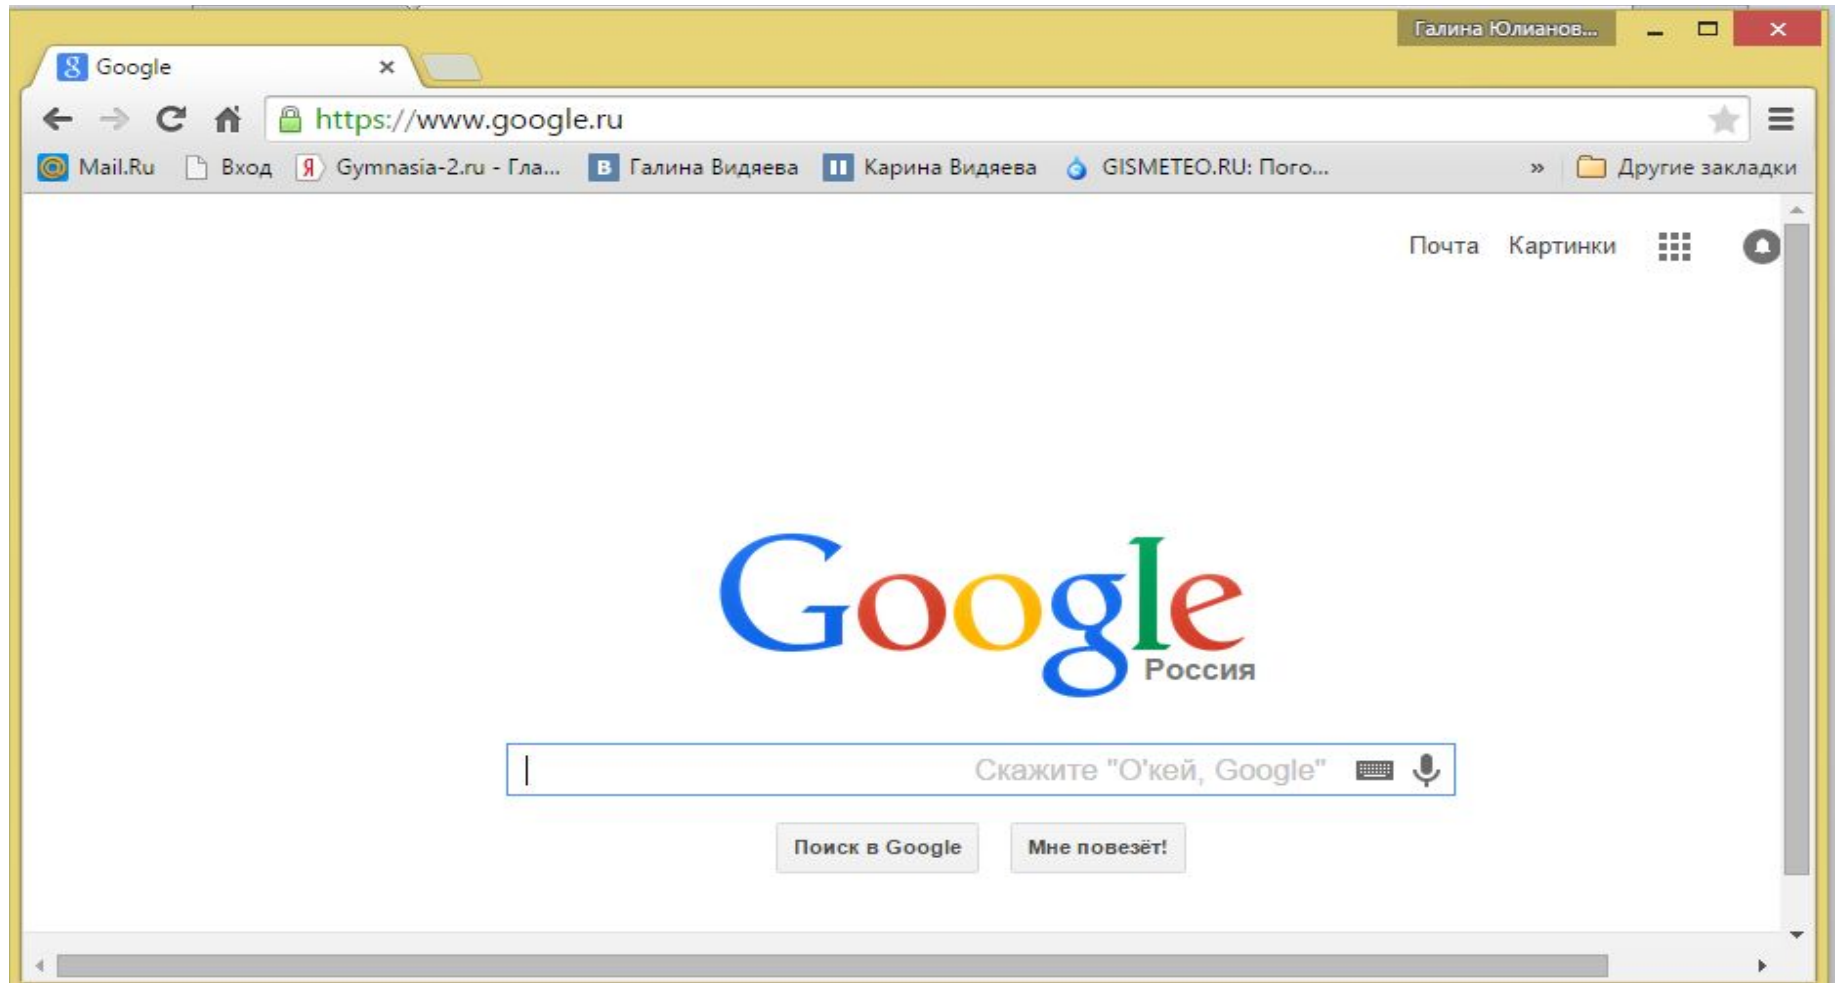 Галина Юлианов...
Google
https://www.google.ru
Mail.Ru Вход Gymnasia-2.ru - Гла... Галина Видяева Карина Видяева GISMETEO.RU: Пого... » Другие закладки
Почта Картинки
Google
Россия
Скажите "О'кей, Google"
Поиск в Google Мне повезёт!